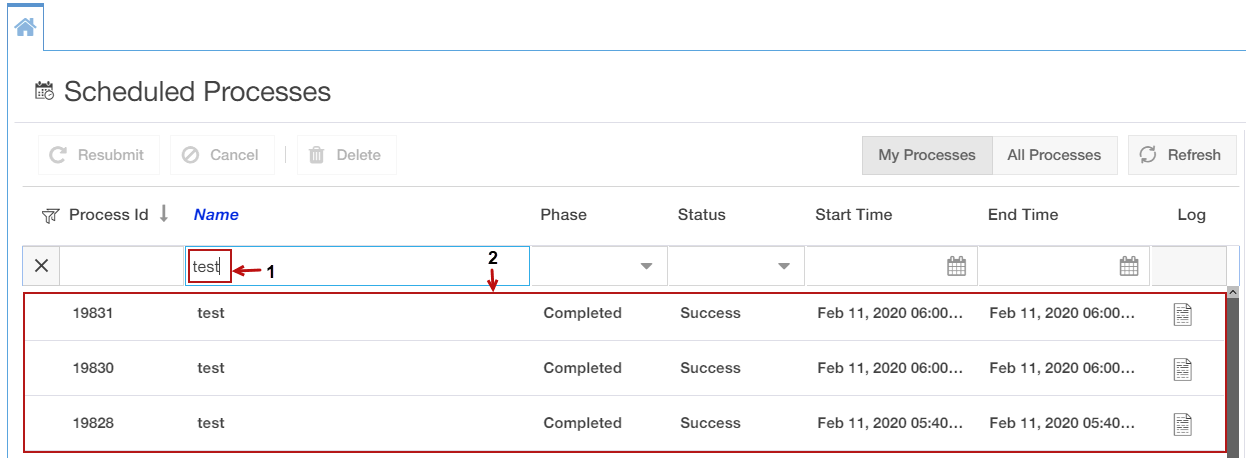 Scheduled Processes
Resubmit Cancel Delete My Processes All Processes Refresh
Process Id Name Phase Status Start Time End Time Log
test 1 2
19831 test Completed Success Feb 11, 2020 06:00... Feb 11, 2020 06:00...
19830 test Completed Success Feb 11, 2020 06:00... Feb 11, 2020 06:00...
19828 test Completed Success Feb 11, 2020 05:40... Feb 11, 2020 05:40...